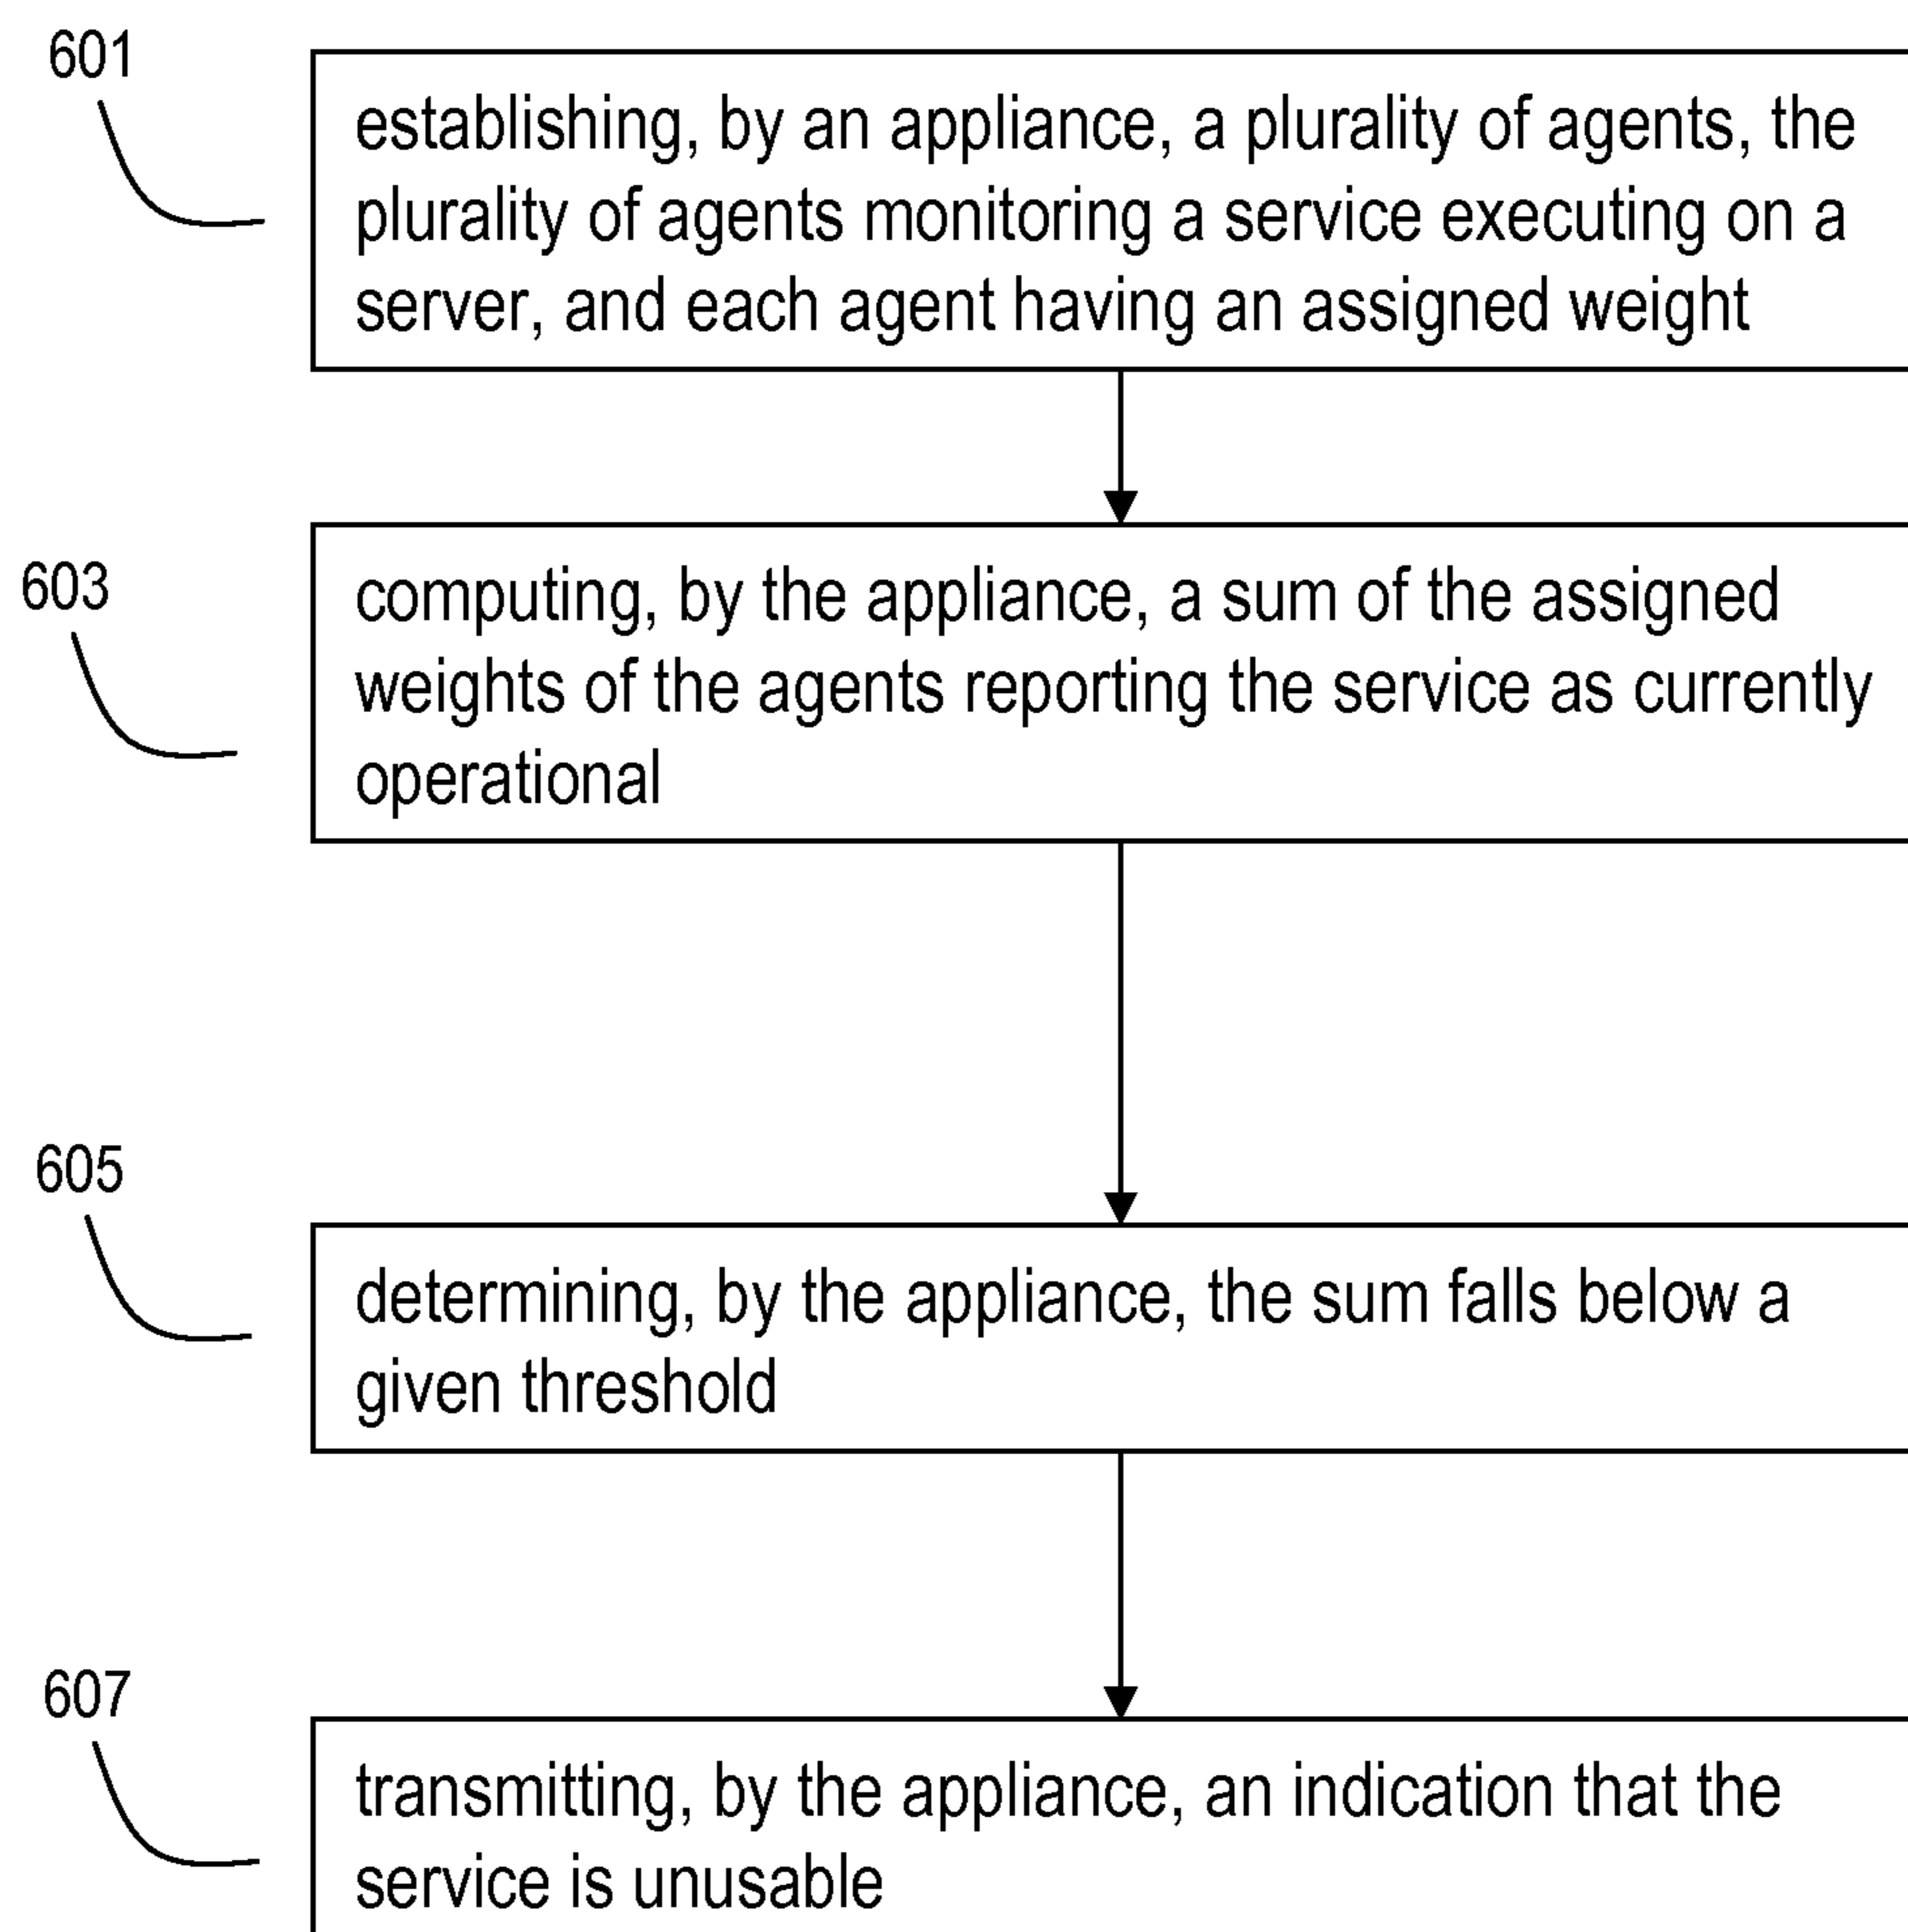 601
establishing, by an appliance, a plurality of agents, the
plurality of agents monitoring a service executing on a
server, and each agent having an assigned weight
603
computing, by the appliance, a sum of the assigned
weights of the agents reporting the service as currently
operational
605
determining, by the appliance, the sum falls below a
given threshold
607
transmitting, by the appliance, an indication that the
service is unusable